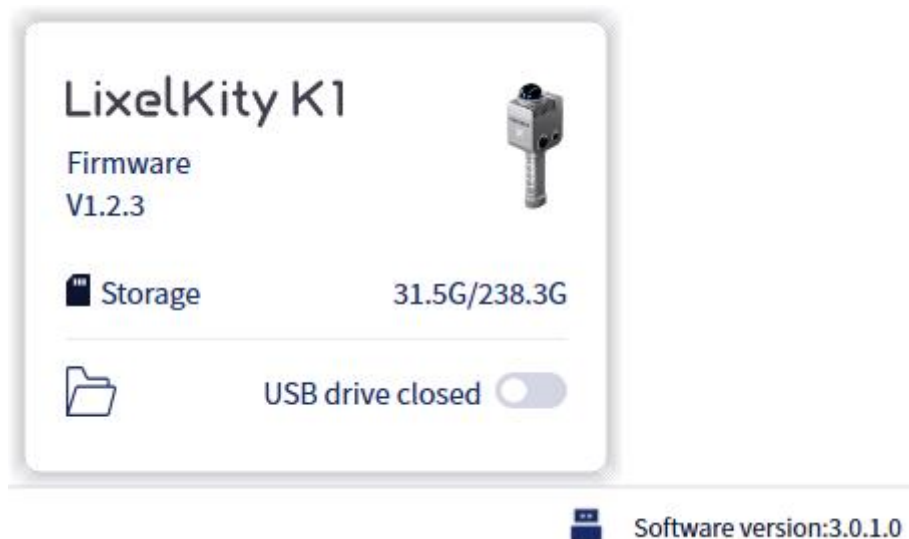 LixelKity K1
Firmware
V1.2.3
Storage 31.5G/238.3G
USB drive closed
Software version:3.0.1.0